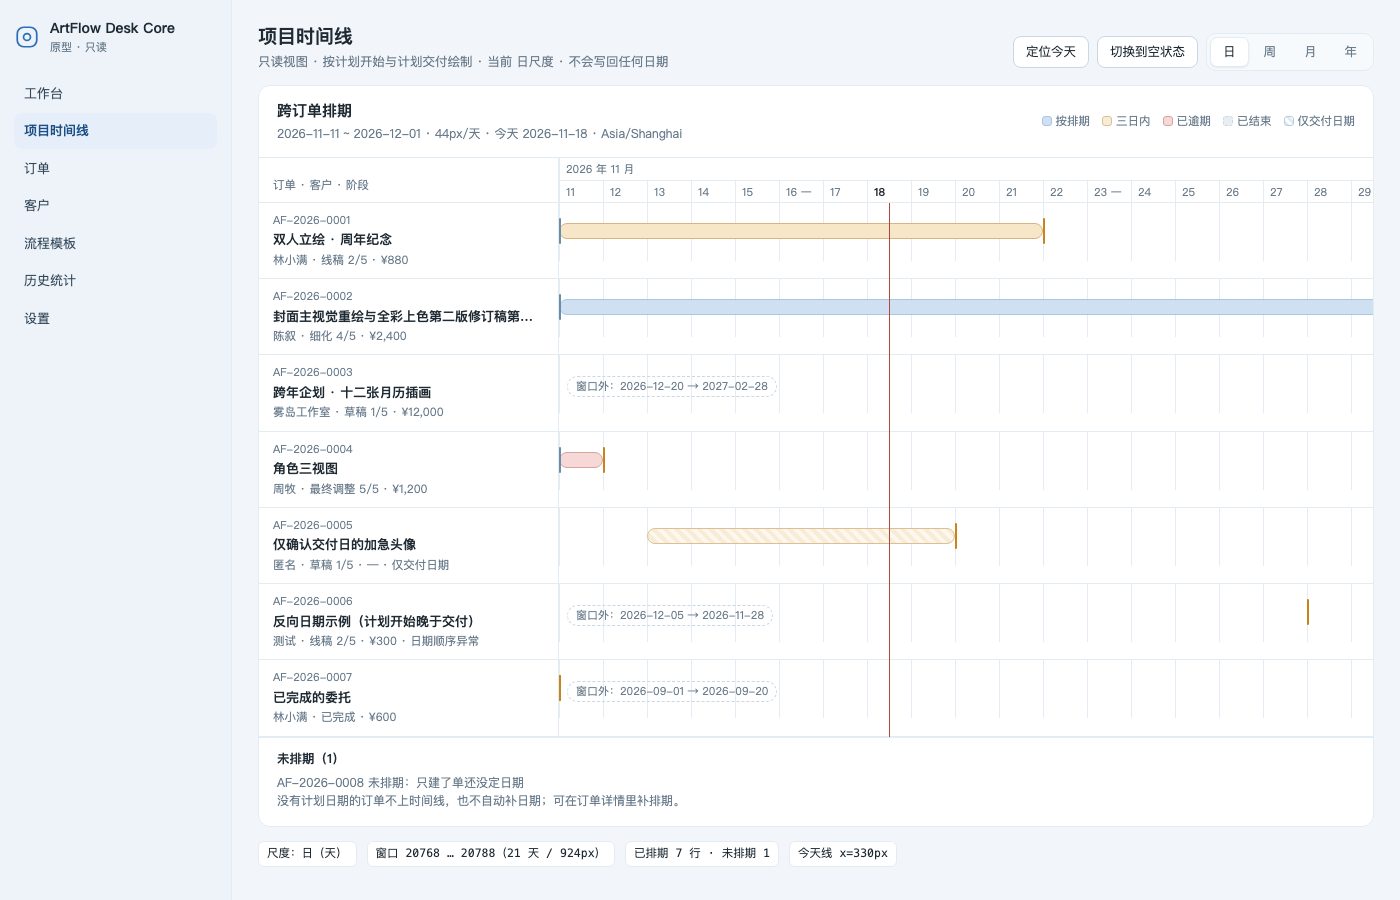 ArtFlow Desk Core
原型 · 只读
工作台
项目时间线
订单
客户
流程模板
历史统计
设置
项目时间线
只读视图 · 按计划开始与计划交付绘制 · 当前 日尺度 · 不会写回任何日期
定位今天
切换到空状态
日 周 月 年
跨订单排期
2026-11-11 ~ 2026-12-01 · 44px/天 · 今天 2026-11-18 · Asia/Shanghai
按排期 三日内 已逾期 已结束 仅交付日期
订单 · 客户 · 阶段
2026 年 11 月
11 12 13 14 15 16 一 17 18 19 20 21 22 23 一 24 25 26 27 28 29
AF-2026-0001
双人立绘 · 周年纪念
林小满 · 线稿 2/5 · ¥880
AF-2026-0002
封面主视觉重绘与全彩上色第二版修订稿第...
陈叙 · 细化 4/5 · ¥2,400
AF-2026-0003
跨年企划 · 十二张月历插画
雾岛工作室 · 草稿 1/5 · ¥12,000
窗口外：2026-12-20 → 2027-02-28
AF-2026-0004
角色三视图
周牧 · 最终调整 5/5 · ¥1,200
AF-2026-0005
仅确认交付日的加急头像
匿名 · 草稿 1/5 · — · 仅交付日期
AF-2026-0006
反向日期示例（计划开始晚于交付）
测试 · 线稿 2/5 · ¥300 · 日期顺序异常
窗口外：2026-12-05 → 2026-11-28
AF-2026-0007
已完成的委托
林小满 · 已完成 · ¥600
窗口外：2026-09-01 → 2026-09-20
未排期（1）
AF-2026-0008 未排期：只建了单还没定日期
没有计划日期的订单不上时间线，也不自动补日期；可在订单详情里补排期。
尺度：日（天）
窗口 20768 … 20788（21 天 / 924px）
已排期 7 行 · 未排期 1
今天线 x=330px